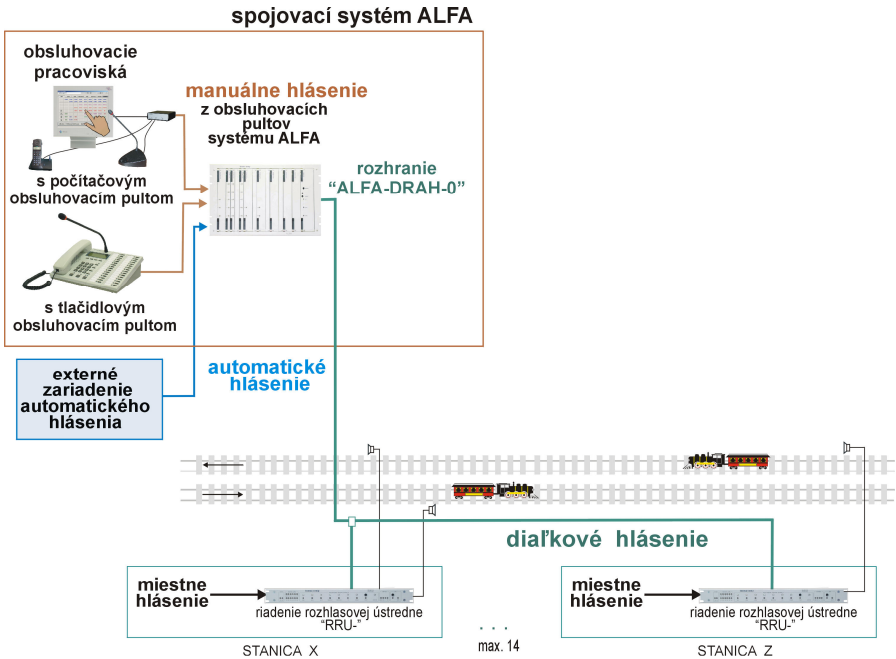 spojovací systém ALFA
obsluhovacie
pracoviská
manuálne hlásenie
z obsluhovacích
pultov
systému ALFA
s počítačovým
obsluhovacím pultom
rozhranie
“ALFA-DRAH-0”
s tlačidlovým
obsluhovacím pultom
externé
zariadenie
automatického
hlásenia
automatické
hlásenie
diaľkové hlásenie
miestne
hlásenie
riadenie rozhlasovej ústredne
“RRU-”
STANICA X
. . .
max. 14
miestne
hlásenie
riadenie rozhlasovej ústredne
“RRU-”
STANICA Z